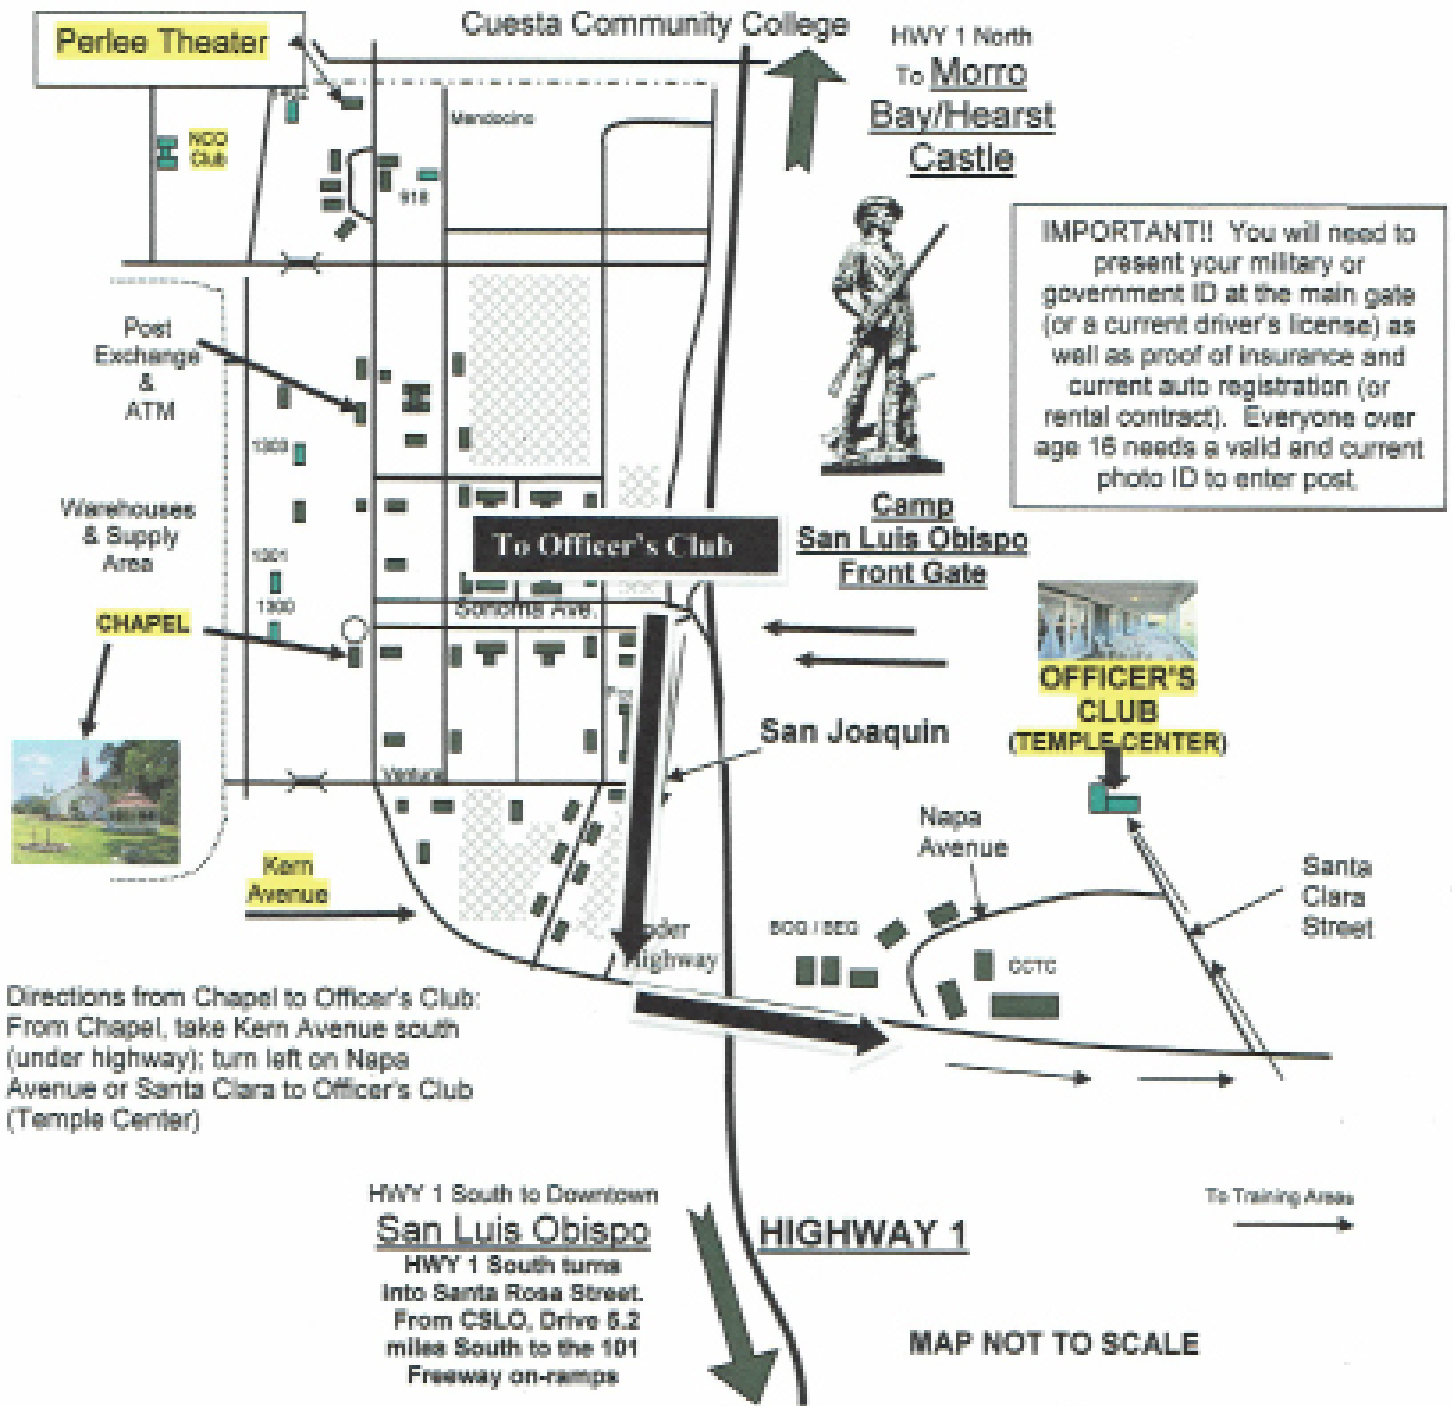 Perlee Theater
Cuesta Community College
HWY 1 North
To Morro
Bay/Hearst
Castle
NCO
Club
Mendocino
918
IMPORTANT!! You will need to
present your military or
government ID at the main gate
(or a current driver's license) as
well as proof of insurance and
current auto registration (or
rental contract). Everyone over
age 16 needs a valid and current
photo ID to enter post.
Post
Exchange
&
ATM
1303
Warehouses
& Supply
Area
1301
1300
CHAPEL
To Officer's Club
Sonoma Ave.
Camp
San Luis Obispo
Front Gate
OFFICER'S
CLUB
(TEMPLE CENTER)
San Joaquin
Ventura
Kern
Avenue
Napa
Avenue
Santa
Clara
Street
BOQ / BEQ
Highway
Directions from Chapel to Officer's Club:
From Chapel, take Kern Avenue south
(under highway); turn left on Napa
Avenue or Santa Clara to Officer's Club
(Temple Center)
HWY 1 South to Downtown
San Luis Obispo
HWY 1 South turns
into Santa Rosa Street.
From CSLO, Drive 5.2
miles South to the 101
Freeway on-ramps
HIGHWAY 1
To Training Areas
MAP NOT TO SCALE